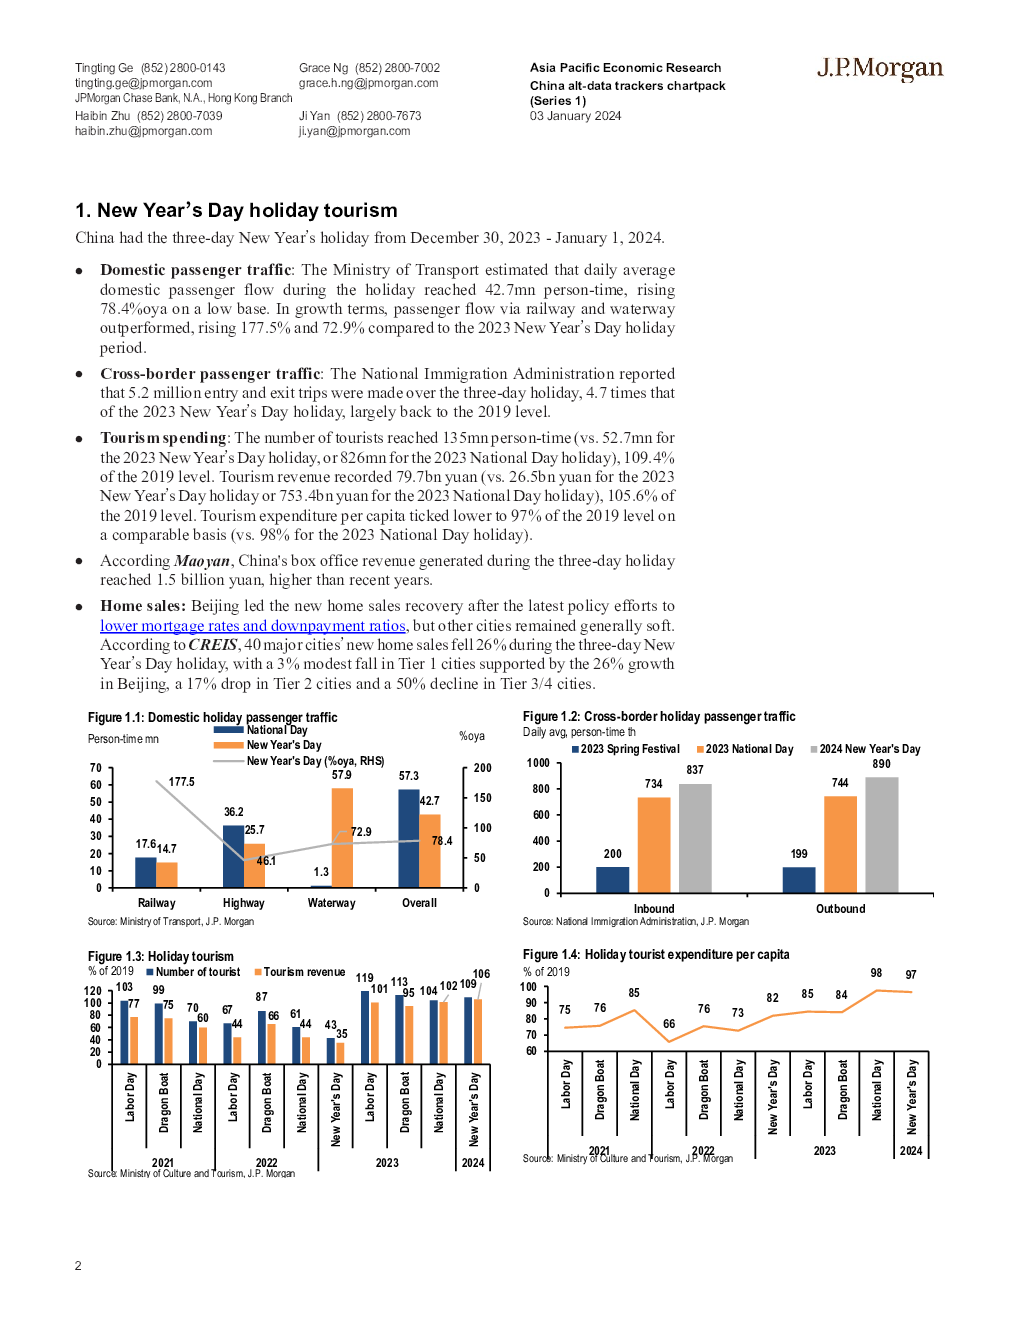 Tingting Ge  (852) 2800-0143
tingting.ge@jpmorgan.com
JPMorgan Chase Bank, N.A., Hong Kong Branch
Haibin Zhu  (852) 2800-7039
haibin.zhu@jpmorgan.com
Grace Ng  (852) 2800-7002
grace.h.ng@jpmorgan.com
Ji Yan  (852) 2800-7673
ji.yan@jpmorgan.com
Asia Pacific Economic Research
China alt-data trackers chartpack
(Series 1)
03 January 2024
J.P.Morgan
1. New Year's Day holiday tourism
China had the three-day New Year's holiday from December 30, 2023 - January 1, 2024.
● Domestic passenger traffic: The Ministry of Transport estimated that daily average
domestic passenger flow during the holiday reached 42.7mn person-time, rising
78.4%oya on a low base. In growth terms, passenger flow via railway and waterway
outperformed, rising 177.5% and 72.9% compared to the 2023 New Year's Day holiday
period.
● Cross-border passenger traffic: The National Immigration Administration reported
that 5.2 million entry and exit trips were made over the three-day holiday, 4.7 times that
of the 2023 New Year's Day holiday, largely back to the 2019 level.
● Tourism spending: The number of tourists reached 135mn person-time (vs. 52.7mn for
the 2023 New Year's Day holiday, or 826mn for the 2023 National Day holiday), 109.4%
of the 2019 level. Tourism revenue recorded 79.7bn yuan (vs. 26.5bn yuan for the 2023
New Year's Day holiday or 753.4bn yuan for the 2023 National Day holiday), 105.6% of
the 2019 level. Tourism expenditure per capita ticked lower to 97% of the 2019 level on
a comparable basis (vs. 98% for the 2023 National Day holiday).
● According Maoyan, China's box office revenue generated during the three-day holiday
reached 1.5 billion yuan, higher than recent years.
● Home sales: Beijing led the new home sales recovery after the latest policy efforts to
lower mortgage rates and downpayment ratios, but other cities remained generally soft.
According to CREIS, 40 major cities' new home sales fell 26% during the three-day New
Year's Day holiday, with a 3% modest fall in Tier 1 cities supported by the 26% growth
in Beijing, a 17% drop in Tier 2 cities and a 50% decline in Tier 3/4 cities.
Figure 1.1: Domestic holiday passenger traffic
Person-time mn
%oya
National Day
New Year's Day
New Year's Day (%oya, RHS)
70
60
50
40
30
20
10
0
200
150
100
50
0
17.6
14.7
177.5
36.2
25.7
46.1
1.3
57.9
72.9
57.3
42.7
78.4
Railway
Highway
Waterway
Overall
Source: Ministry of Transport, J.P. Morgan
Figure 1.2: Cross-border holiday passenger traffic
Daily avg, person-time th
2023 Spring Festival
2023 National Day
2024 New Year's Day
1000
800
600
400
200
0
200
734
837
199
744
890
Inbound
Outbound
Source: National Immigration Administration, J.P. Morgan
Figure 1.3: Holiday tourism
% of 2019
Number of tourist
Tourism revenue
120
100
80
60
40
20
0
103
77
99
75
70
60
67
44
87
66
61
44
43
35
119
101
113
95
104
102
109
106
Labor Day
Dragon Boat
National Day
Labor Day
Dragon Boat
National Day
New Year's Day
Labor Day
Dragon Boat
National Day
New Year's Day
2021
2022
2023
2024
Source: Ministry of Culture and Tourism, J.P. Morgan
Figure 1.4: Holiday tourist expenditure per capita
% of 2019
100
90
80
70
60
75
76
85
66
76
73
82
85
84
98
97
Labor Day
Dragon Boat
National Day
Labor Day
Dragon Boat
National Day
New Year's Day
Labor Day
Dragon Boat
National Day
New Year's Day
2021
2022
2023
2024
Source: Ministry of Culture and Tourism, J.P. Morgan
2